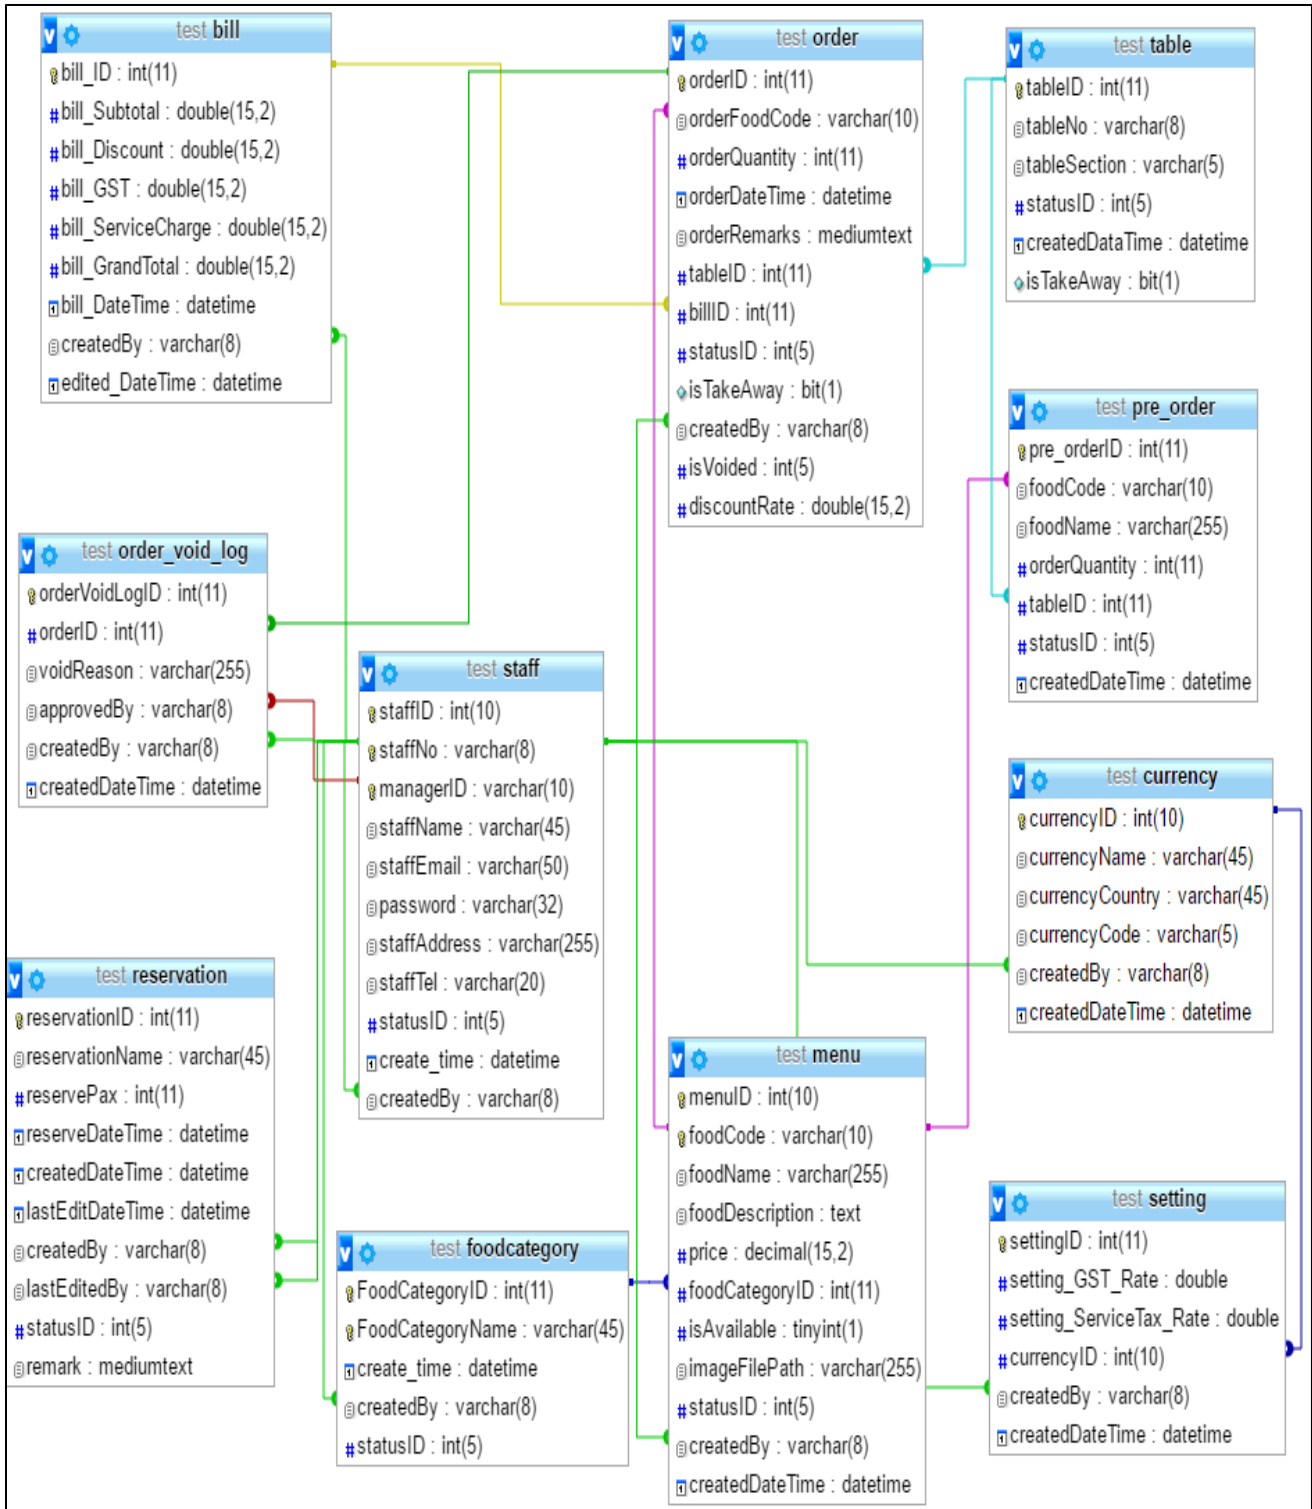 test bill
bill_ID : int(11)
bill_Subtotal : double(15,2)
bill_Discount : double(15,2)
bill_GST : double(15,2)
bill_ServiceCharge : double(15,2)
bill_GrandTotal : double(15,2)
bill_DateTime : datetime
createdBy : varchar(8)
edited_DateTime : datetime
test order
orderID : int(11)
orderFoodCode : varchar(10)
orderQuantity : int(11)
orderDateTime : datetime
orderRemarks : mediumtext
tableID : int(11)
billID : int(11)
statusID : int(5)
isTakeAway : bit(1)
createdBy : varchar(8)
isVoided : int(5)
discountRate : double(15,2)
test table
tableID : int(11)
tableNo : varchar(8)
tableSection : varchar(5)
statusID : int(5)
createdDataTime : datetime
isTakeAway : bit(1)
test pre_order
pre_orderID : int(11)
foodCode : varchar(10)
foodName : varchar(255)
orderQuantity : int(11)
tableID : int(11)
statusID : int(5)
createdDateTime : datetime
test order_void_log
orderVoidLogID : int(11)
orderID : int(11)
voidReason : varchar(255)
approvedBy : varchar(8)
createdBy : varchar(8)
createdDateTime : datetime
test staff
staffID : int(10)
staffNo : varchar(8)
managerID : varchar(10)
staffName : varchar(45)
staffEmail : varchar(50)
password : varchar(32)
staffAddress : varchar(255)
staffTel : varchar(20)
statusID : int(5)
create_time : datetime
createdBy : varchar(8)
test currency
currencyID : int(10)
currencyName : varchar(45)
currencyCountry : varchar(45)
currencyCode : varchar(5)
createdBy : varchar(8)
createdDateTime : datetime
test reservation
reservationID : int(11)
reservationName : varchar(45)
reservePax : int(11)
reserveDateTime : datetime
createdDateTime : datetime
lastEditDateTime : datetime
createdBy : varchar(8)
lastEditedBy : varchar(8)
statusID : int(5)
remark : mediumtext
test foodcategory
FoodCategoryID : int(11)
FoodCategoryName : varchar(45)
create_time : datetime
createdBy : varchar(8)
statusID : int(5)
test menu
menuID : int(10)
foodCode : varchar(10)
foodName : varchar(255)
foodDescription : text
price : decimal(15,2)
foodCategoryID : int(11)
isAvailable : tinyint(1)
imageFilePath : varchar(255)
statusID : int(5)
createdBy : varchar(8)
createdDateTime : datetime
test setting
settingID : int(11)
setting_GST_Rate : double
setting_ServiceTax_Rate : double
currencyID : int(10)
createdBy : varchar(8)
createdDateTime : datetime